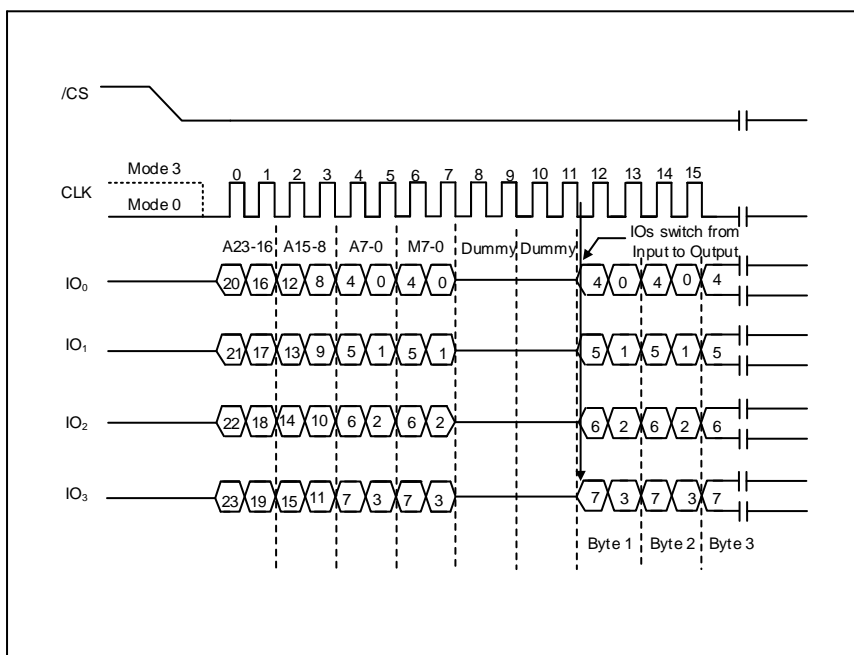 /CS
Mode 3
0 1 2 3 4 5 6 7 8 9 10 11 12 13 14 15
CLK
Mode 0
IOs switch from
Input to Output
A23-16 A15-8 A7-0 M7-0 Dummy Dummy
IO₀ 20 16 12 8 4 0 4 0 4 0 4 0 4
IO₁ 21 17 13 9 5 1 5 1 5 1 5 1 5
IO₂ 22 18 14 10 6 2 6 2 6 2 6 2 6
IO₃ 23 19 15 11 7 3 7 3 7 3 7 3 7
Byte 1 Byte 2 Byte 3